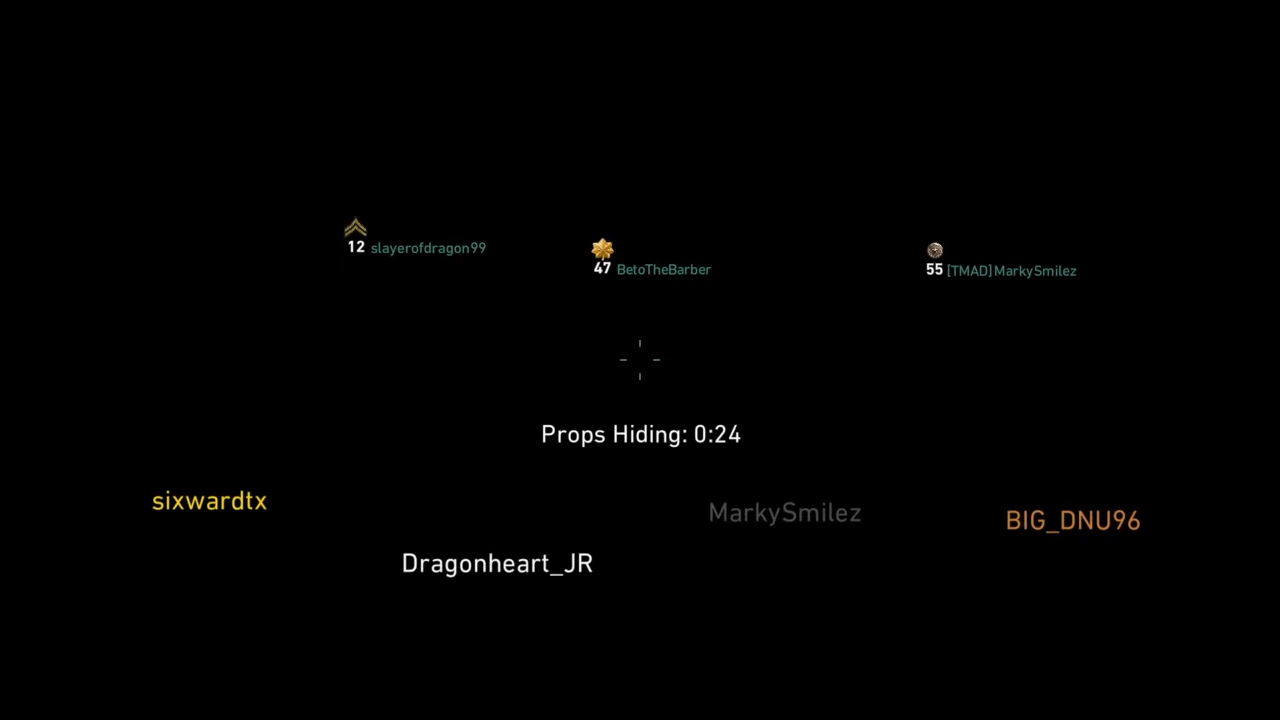 12 slayerofdragon99
47 BetoTheBarber
55 [TMAD]MarkySmilez
Props Hiding: 0:24
sixwardtx
MarkySmilez
BIG_DNU96
Dragonheart_JR